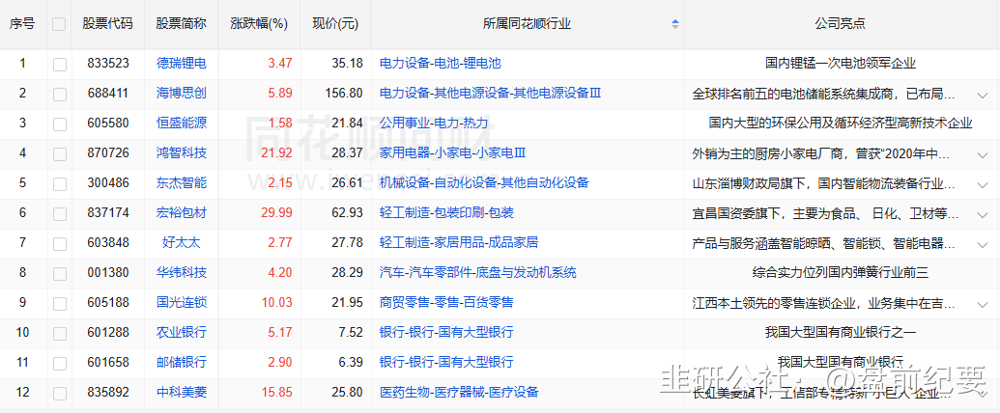 序号 股票代码 股票简称 涨跌幅(%) 现价(元) 所属同花顺行业 公司亮点
1 833523 德瑞锂电 3.47 35.18 电力设备-电池-锂电池 国内锂锰一次电池领军企业
2 688411 海博思创 5.89 156.80 电力设备-其他电源设备-其他电源设备Ⅲ 全球排名前五的电池储能系统集成商，已布局...
3 605580 恒盛能源 1.58 21.84 公用事业-电力-热力 国内大型的环保公用及循环经济型高新技术企业
4 870726 鸿智科技 21.92 28.37 家用电器-小家电-小家电Ⅲ 外销为主的厨房小家电厂商，曾获“2020年中...
5 300486 东杰智能 2.15 26.61 机械设备-自动化设备-其他自动化设备 山东淄博财政局旗下，国内智能物流装备行业...
6 837174 宏裕包材 29.99 62.93 轻工制造-包装印刷-包装 宜昌国资委旗下，主要为食品、日化、卫材等...
7 603848 好太太 2.77 27.78 轻工制造-家居用品-成品家居 产品与服务涵盖智能晾晒、智能锁、智能电器...
8 001380 华纬科技 4.20 28.29 汽车-汽车零部件-底盘与发动机系统 综合实力位列国内弹簧行业前三
9 605188 国光连锁 10.03 21.95 商贸零售-零售-百货零售 江西本土领先的零售连锁企业，业务集中在吉...
10 601288 农业银行 5.17 7.52 银行-银行-国有大型银行 我国大型国有商业银行之一
11 601658 邮储银行 2.90 6.39 银行-银行-国有大型银行 我国大型国有商业银行
12 835892 中科美菱 15.85 25.80 医药生物-医疗器械-医疗设备 长虹美菱旗下，工信部专精特新“小巨人”企业...
同花顺问财
www.iwencai.com
韭研公社：@盘前纪要